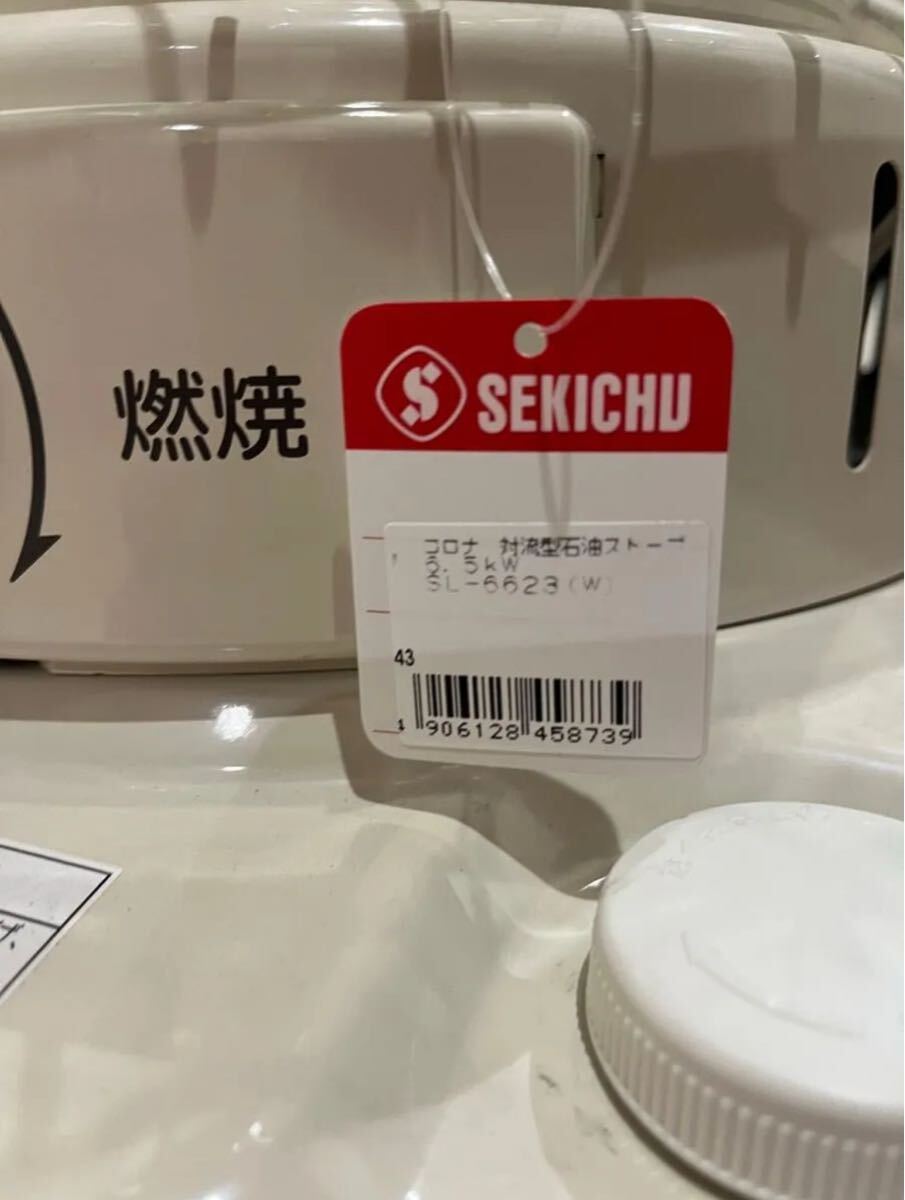 燃焼
S SEKICHU
コロナ 対流型石油ストーブ
6.5kW
SL-6623(W)
43
1 906128 458739